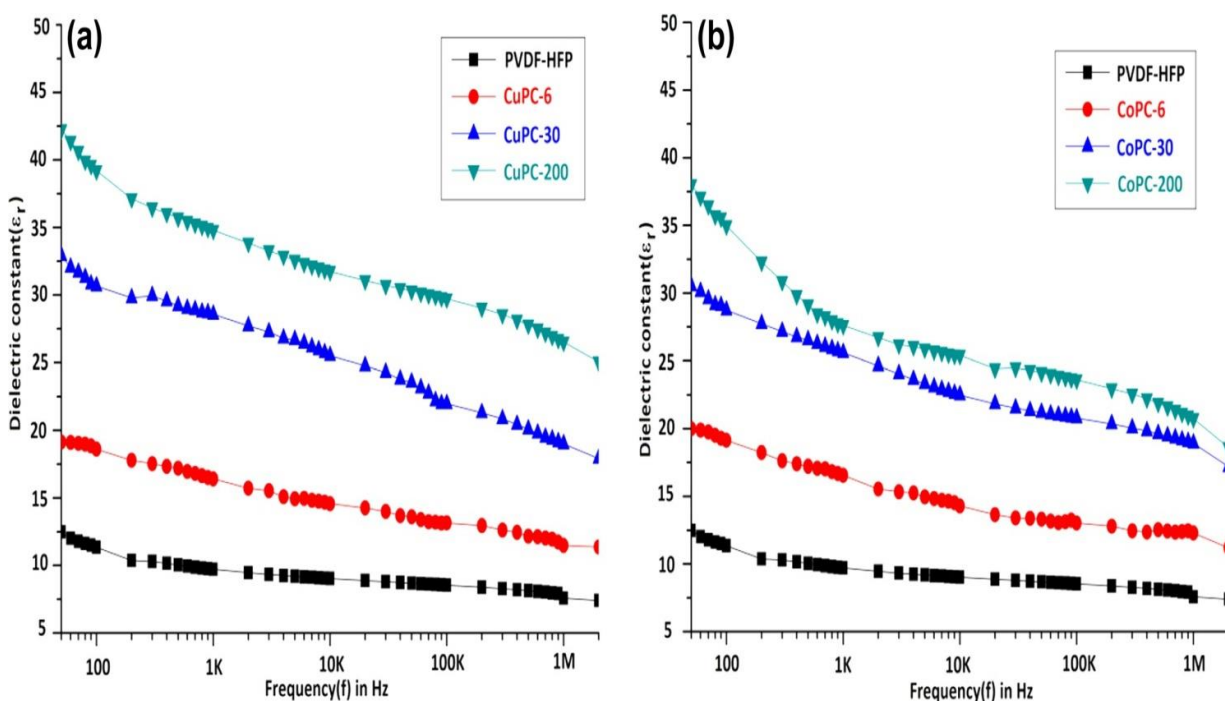 (a)
PVDF-HFP
CuPC-6
CuPC-30
CuPC-200
50
45
40
35
30
25
20
15
10
5
Dielectric constant(εr)
100 1K 10K 100K 1M
Frequency(f) in Hz
(b)
PVDF-HFP
CoPC-6
CoPC-30
CoPC-200
50
45
40
35
30
25
20
15
10
5
Dielectric constant(εr)
100 1K 10K 100K 1M
Frequency(f) in Hz